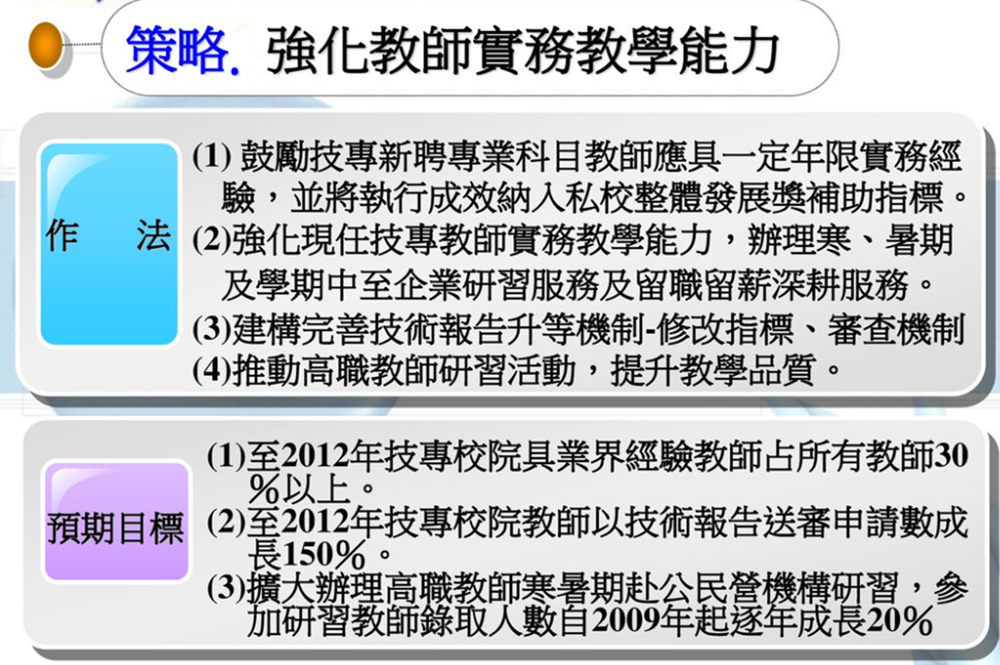 策略. 強化教師實務教學能力
作 法
(1) 鼓勵技專新聘專業科目教師應具一定年限實務經
驗，並將執行成效納入私校整體發展獎補助指標。
(2)強化現任技專教師實務教學能力，辦理寒、暑期
及學期中至企業研習服務及留職留薪深耕服務。
(3)建構完善技術報告升等機制-修改指標、審查機制
(4)推動高職教師研習活動，提升教學品質。
預期目標
(1)至2012年技專校院具業界經驗教師占所有教師30
％以上。
(2)至2012年技專校院教師以技術報告送審申請數成
長150％。
(3)擴大辦理高職教師寒暑期赴公民營機構研習，參
加研習教師錄取人數自2009年起逐年成長20％